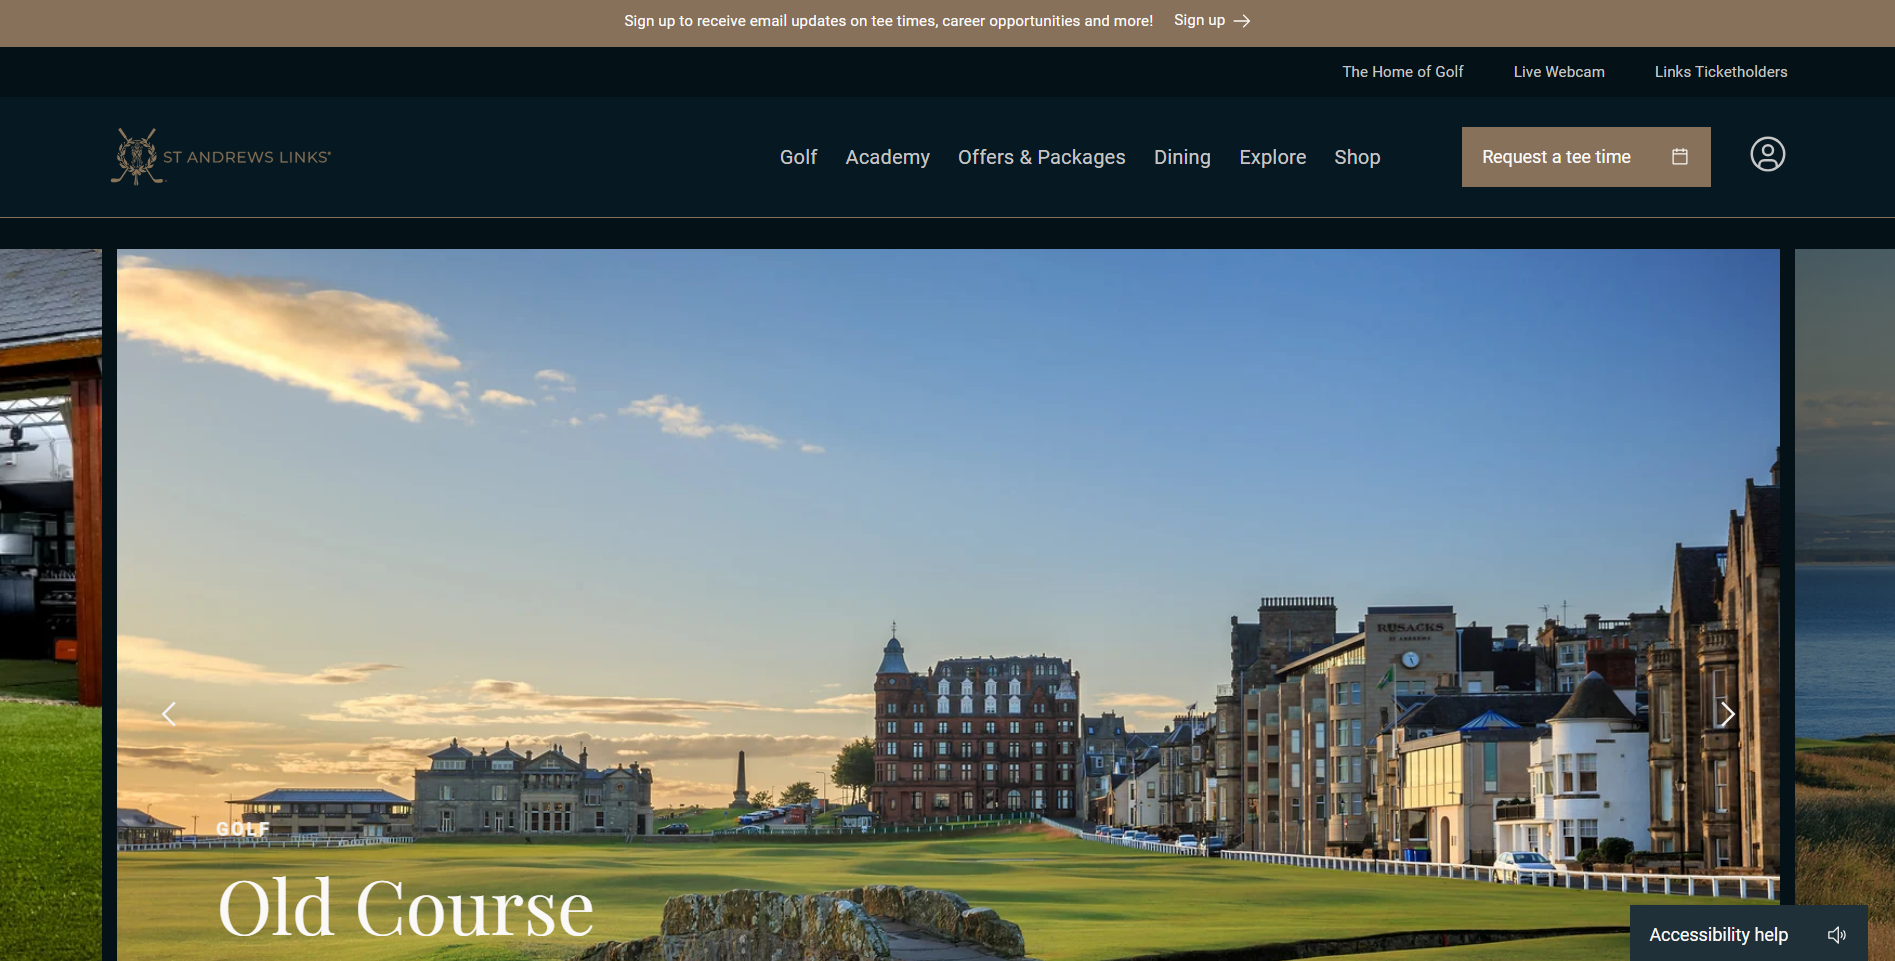 Sign up to receive email updates on tee times, career opportunities and more! Sign up
The Home of Golf Live Webcam Links Ticketholders
ST ANDREWS LINKS
Golf Academy Offers & Packages Dining Explore Shop Request a tee time
RUSACKS
ST ANDREWS
GOLF
Old Course
Accessibility help